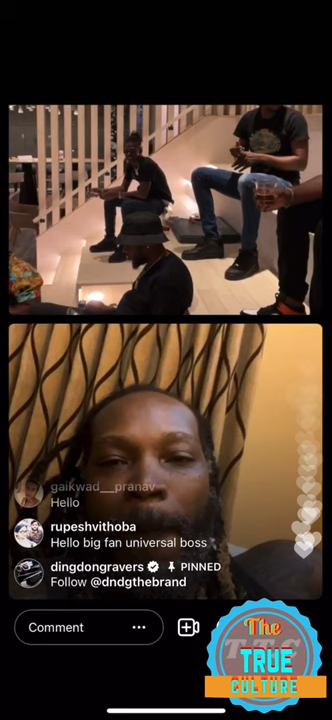 gaikwad__pranav
Hello
rupeshvithoba
Hello big fan universal boss
dingdongravers PINNED
Follow @dndgthebrand
Comment
The
T.T.C
TRUE
CULTURE